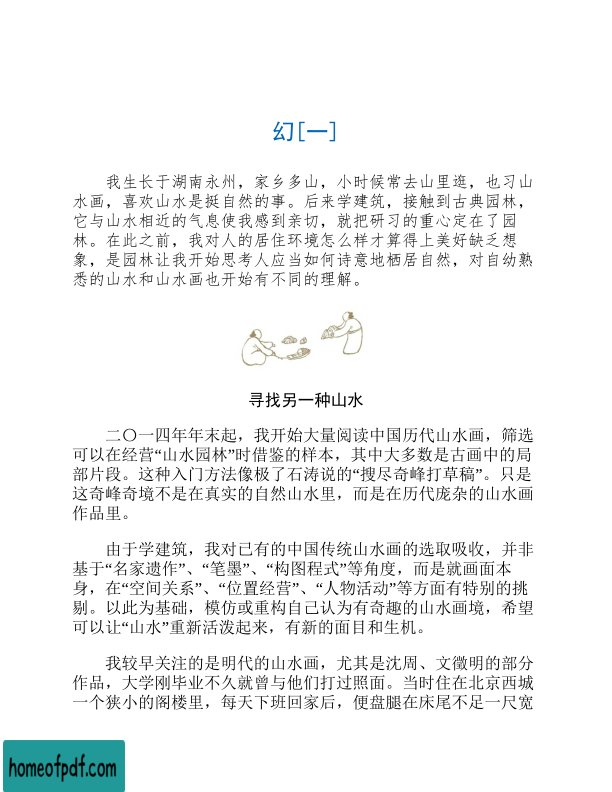 幻[一]
我生长于湖南永州，家乡多山，小时候常去山里逛，也习山
水画，喜欢山水是挺自然的事。后来学建筑，接触到古典园林，
它与山水相近的气息使我感到亲切，就把研习的重心定在了园
林。在此之前，我对人的居住环境怎么样才算得上美好缺乏想
象，是园林让我开始思考人应当如何诗意地栖居自然，对自幼熟
悉的山水和山水画也开始有不同的理解。
寻找另一种山水
二〇一四年年末起，我开始大量阅读中国历代山水画，筛选
可以在经营“山水园林”时借鉴的样本，其中大多数是古画中的局
部片段。这种入门方法像极了石涛说的“搜尽奇峰打草稿”。只是
这奇峰奇境不是在真实的自然山水里，而是在历代庞杂的山水画
作品里。
由于学建筑，我对已有的中国传统山水画的选取吸收，并非
基于“名家遗作”、“笔墨”、“构图程式”等角度，而是就画面本
身，在“空间关系”、“位置经营”、“人物活动”等方面有特别的挑
剔。以此为基础，模仿或重构自己认为有奇趣的山水画境，希望
可以让“山水”重新活泼起来，有新的面目和生机。
我较早关注的是明代的山水画，尤其是沈周、文徵明的部分
作品，大学刚毕业不久就曾与他们打过照面。当时住在北京西城
一个狭小的阁楼里，每天下班回家后，便盘腿在床尾不足一尺宽
homeofpdf.com